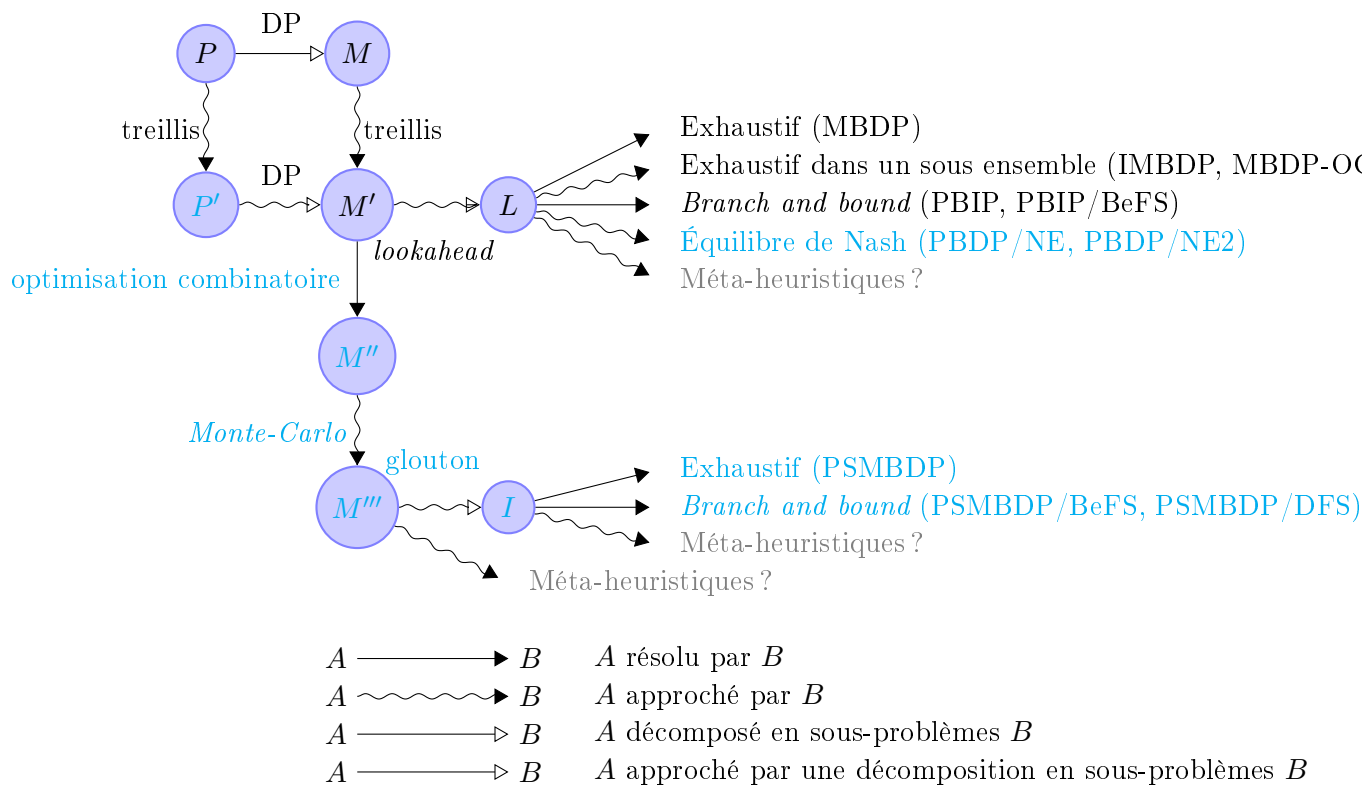 DP
P
M
treillis
treillis
DP
P′
M′
L
lookahead
Exhaustif (MBDP)
Exhaustif dans un sous ensemble (IMBDP, MBDP-OC
Branch and bound (PBIP, PBIP/BeFS)
Équilibre de Nash (PBDP/NE, PBDP/NE2)
Méta-heuristiques ?
optimisation combinatoire
M″
Monte-Carlo
glouton
M‴
I
Exhaustif (PSMBDP)
Branch and bound (PSMBDP/BeFS, PSMBDP/DFS)
Méta-heuristiques ?
Méta-heuristiques ?
A B A résolu par B
A B A approché par B
A B A décomposé en sous-problèmes B
A B A approché par une décomposition en sous-problèmes B